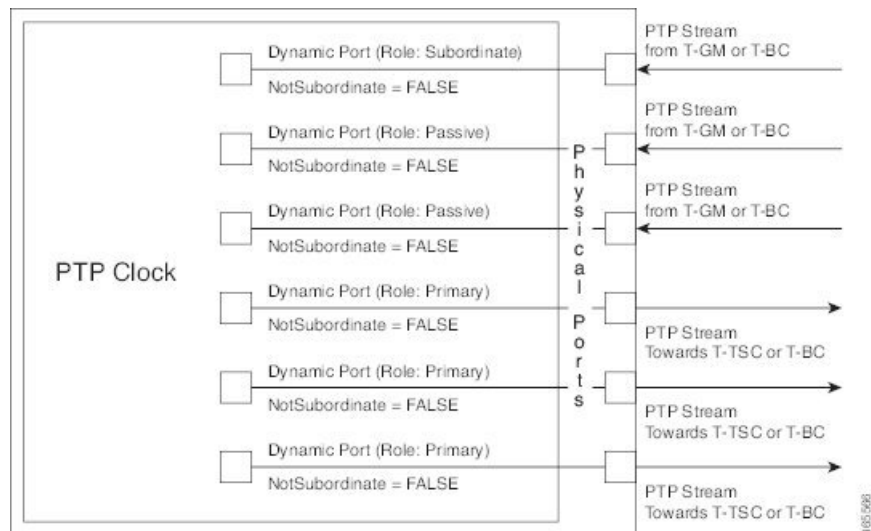 PTP Stream
from T-GM or T-BC
Dynamic Port (Role: Subordinate)
NotSubordinate = FALSE
PTP Stream
from T-GM or T-BC
Dynamic Port (Role: Passive)
NotSubordinate = FALSE
PTP Stream
from T-GM or T-BC
Dynamic Port (Role: Passive)
NotSubordinate = FALSE
PTP Clock
Physical Ports
Dynamic Port (Role: Primary)
NotSubordinate = FALSE
PTP Stream
Towards T-TSC or T-BC
Dynamic Port (Role: Primary)
NotSubordinate = FALSE
PTP Stream
Towards T-TSC or T-BC
Dynamic Port (Role: Primary)
NotSubordinate = FALSE
PTP Stream
Towards T-TSC or T-BC